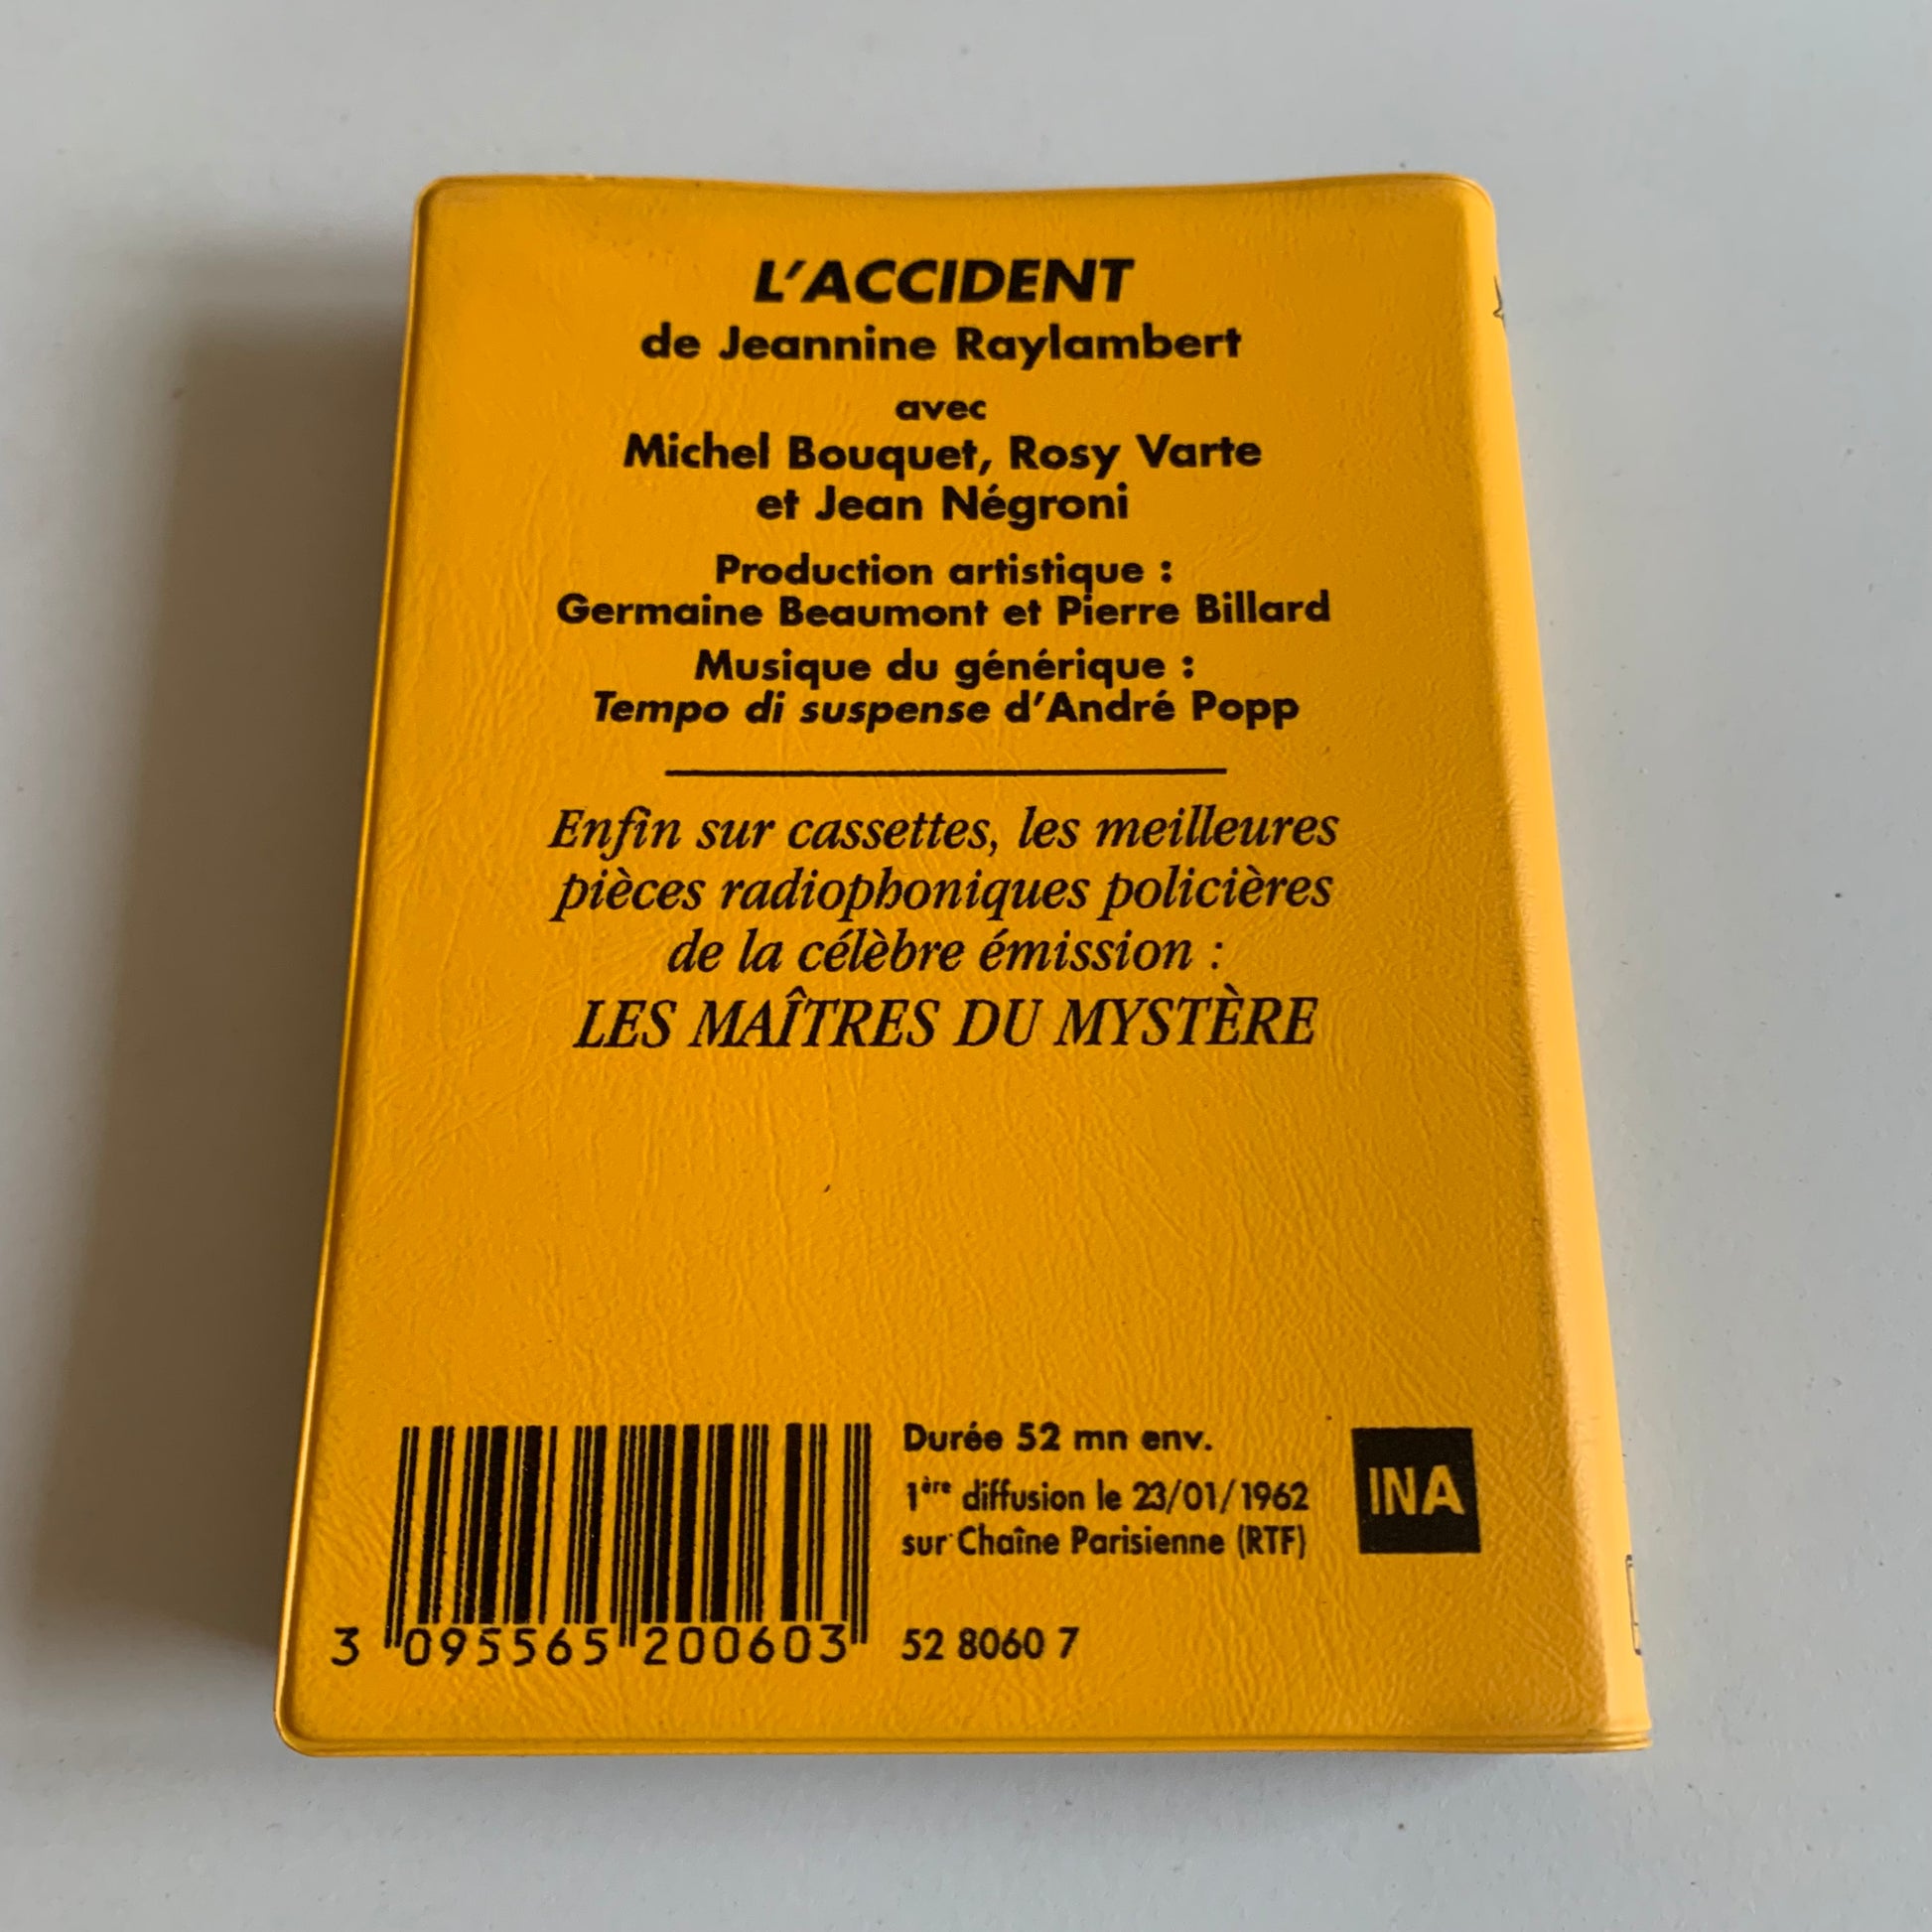 L'ACCIDENT
de Jeannine Raylambert
avec
Michel Bouquet, Rosy Varte
et Jean Négroni
Production artistique :
Germaine Beaumont et Pierre Billard
Musique du générique :
Tempo di suspense d'André Popp
Enfin sur cassettes, les meilleures
pièces radiophoniques policières
de la célèbre émission :
LES MAÎTRES DU MYSTÈRE
Durée 52 mn env.
1ère diffusion le 23/01/1962
sur Chaîne Parisienne (RTF)
INA
3 095565 200603
52 8060 7